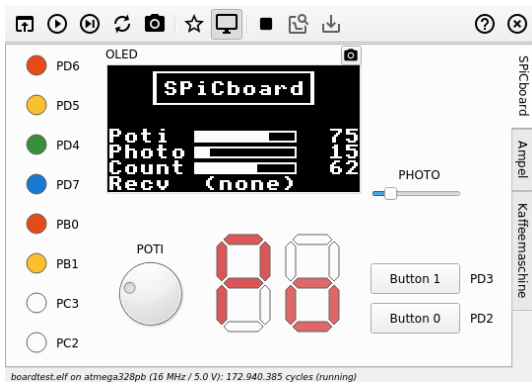 OLED
SPiCboard
Poti 75
Photo 15
Count 62
Recv (none)
PD6
PD5
PD4
PD7
PB0
PB1
PC3
PC2
POTI
PHOTO
Button 1 PD3
Button 0 PD2
SPiCboard
Ampel
Kaffeemaschine
boardtest.elf on atmega328pb (16 MHz / 5.0 V): 172.940.385 cycles (running)